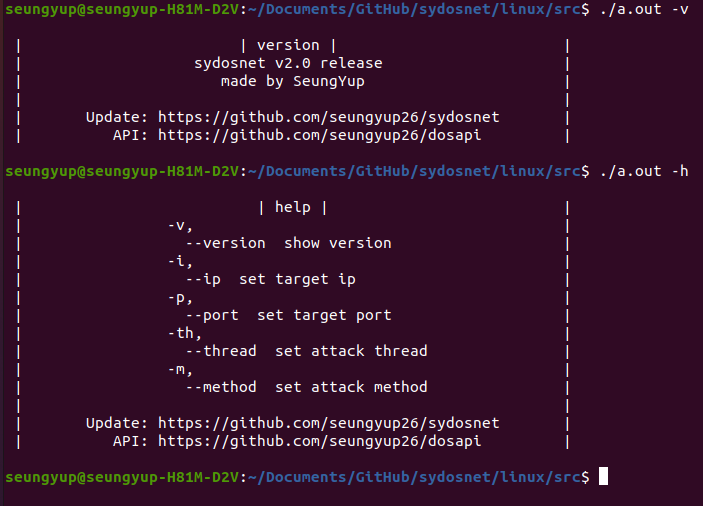 seungyup@seungyup-H81M-D2V:~/Documents/GitHub/sydosnet/linux/src$ ./a.out -v
| | version | |
| sydosnet v2.0 release |
| made by SeungYup |
| |
| Update: https://github.com/seungyup26/sydosnet |
| API: https://github.com/seungyup26/dosapi |
seungyup@seungyup-H81M-D2V:~/Documents/GitHub/sydosnet/linux/src$ ./a.out -h
| | help | |
| -v, |
| --version show version |
| -i, |
| --ip set target ip |
| -p, |
| --port set target port |
| -th, |
| --thread set attack thread |
| -m, |
| --method set attack method |
| |
| Update: https://github.com/seungyup26/sydosnet |
| API: https://github.com/seungyup26/dosapi |
seungyup@seungyup-H81M-D2V:~/Documents/GitHub/sydosnet/linux/src$